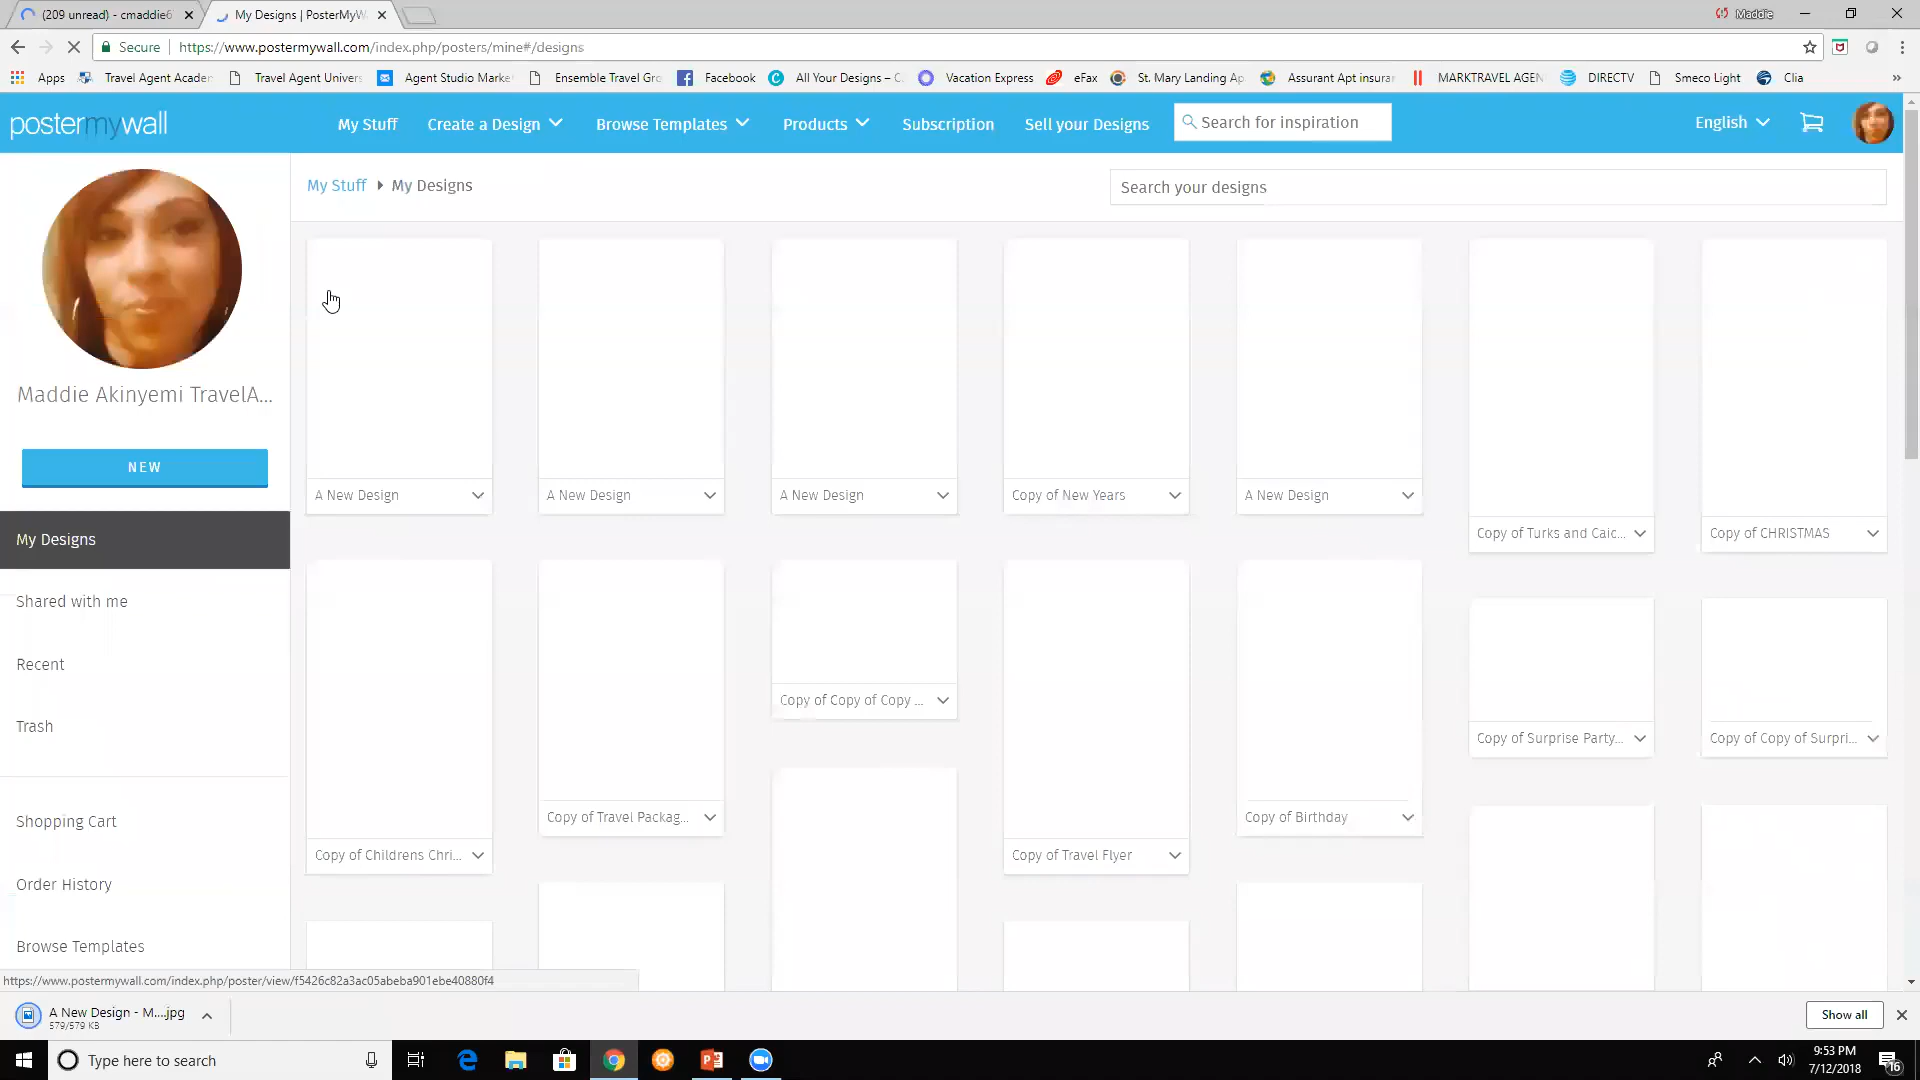 (209 unread) - cmaddie6
My Designs | PosterMyW
Maddie
Secure
https://www.postermywall.com/index.php/posters/mine#/designs
Apps
Travel Agent Acader
Travel Agent Univers
Agent Studio Marke
Ensemble Travel Gro
Facebook
All Your Designs – C
Vacation Express
eFax
St. Mary Landing Ap
Assurant Apt insurar
MARKTRAVEL AGEN
DIRECTV
Smeco Light
Clia
»
postermywall
My Stuff
Create a Design
Browse Templates
Products
Subscription
Sell your Designs
Search for inspiration
English
My Stuff
My Designs
Search your designs
Maddie Akinyemi TravelA...
NEW
My Designs
Shared with me
Recent
Trash
Shopping Cart
Order History
Browse Templates
A New Design
A New Design
A New Design
Copy of New Years
A New Design
Copy of Turks and Caic...
Copy of CHRISTMAS
Copy of Copy of Copy ...
Copy of Surprise Party...
Copy of Copy of Surpri...
Copy of Travel Packag...
Copy of Birthday
Copy of Childrens Chri...
Copy of Travel Flyer
https://www.postermywall.com/index.php/poster/view/f5426c82a3ac05abeba901ebe40880f4
A New Design - M....jpg
579/579 KB
Show all
Type here to search
9:53 PM
7/12/2018
16